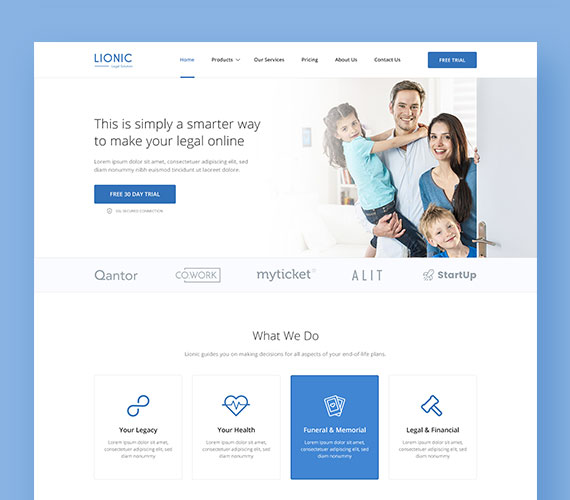 LIONIC
Home Products Our Services Pricing About Us Contact Us FREE TRIAL
This is simply a smarter way
to make your legal online
Lorem ipsum dolor sit amet, consectetuer adipiscing elit, sed
diam nonummy nibh euismod ut laoreet dolore.
FREE 30 DAY TRIAL
SSL SECURED CONNECTION
Qantor
COWORK
myticket
ALIT
StartUp
What We Do
Lionic guides you on making decisions for all aspects of your end-of-life plans.
Your Legacy
Lorem ipsum dolor sit amet,
consectetuer adipiscing elit, sed
diam nonummy
Your Health
Lorem ipsum dolor sit amet,
consectetuer adipiscing elit, sed
diam nonummy
Funeral & Memorial
Lorem ipsum dolor sit amet,
consectetuer adipiscing elit, sed
diam nonummy
Legal & Financial
Lorem ipsum dolor sit amet,
consectetuer adipiscing elit, sed
diam nonummy